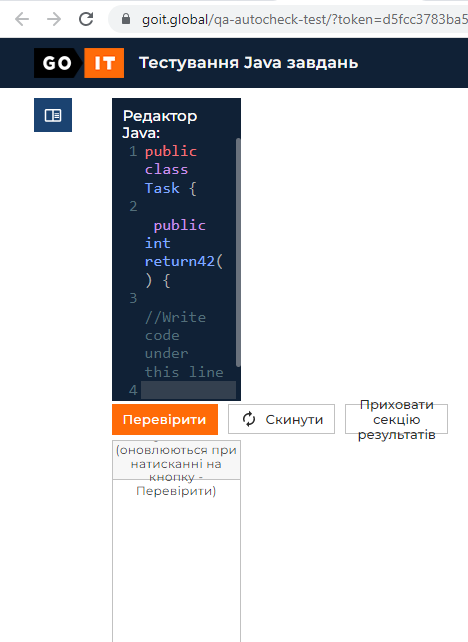 goit.global/qa-autocheck-test/?token=d5fcc3783ba5
GO IT
Тестування Java завдань
Редактор
Java:
1 public
class
Task {
2
public
int
return42(
) {
3
//Write
code
under
this line
4
Перевірити
Скинути
Приховати
секцію
результатів
(оновлюються при
натисканні на
кнопку -
Перевірити)